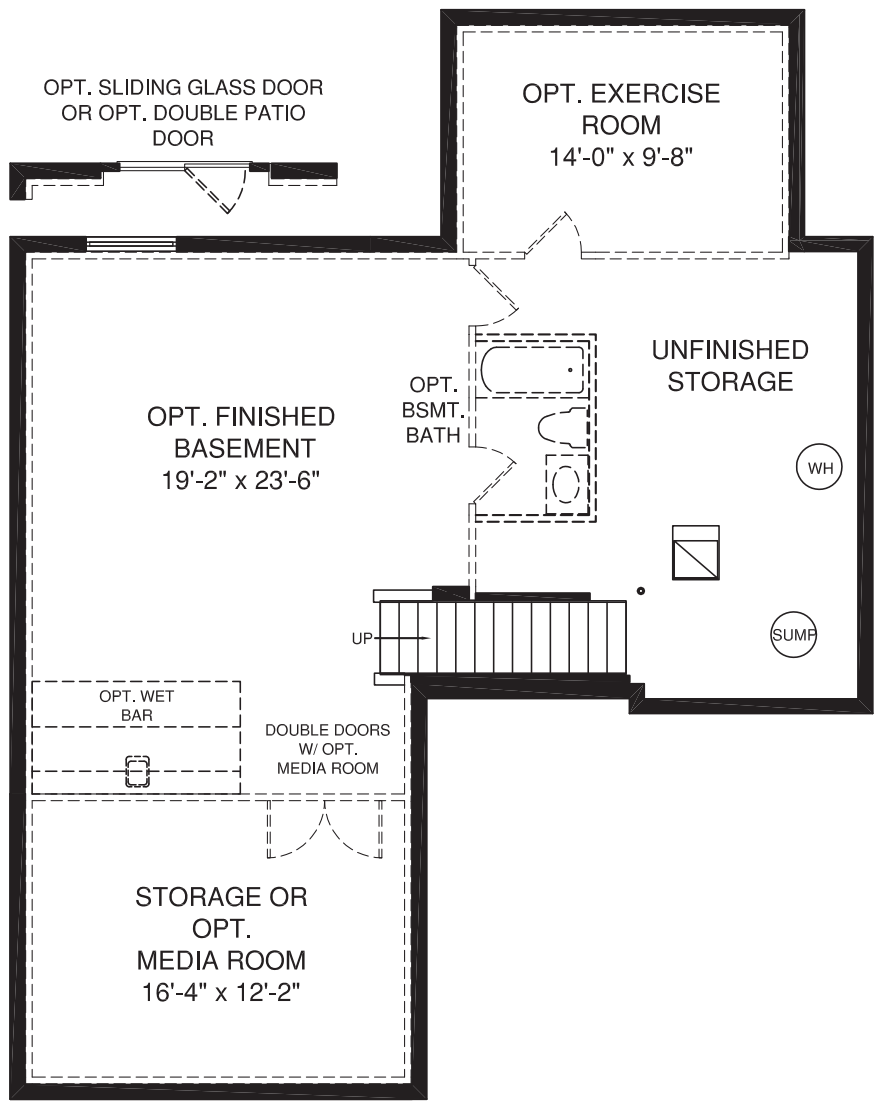 OPT. SLIDING GLASS DOOR
OR OPT. DOUBLE PATIO
DOOR
OPT. EXERCISE
ROOM
14'-0" x 9'-8"
UNFINISHED
STORAGE
OPT.
BSMT.
BATH
OPT. FINISHED
BASEMENT
19'-2" x 23'-6"
WH
UP
SUMP
OPT. WET
BAR
DOUBLE DOORS
W/ OPT.
MEDIA ROOM
STORAGE OR
OPT.
MEDIA ROOM
16'-4" x 12'-2"